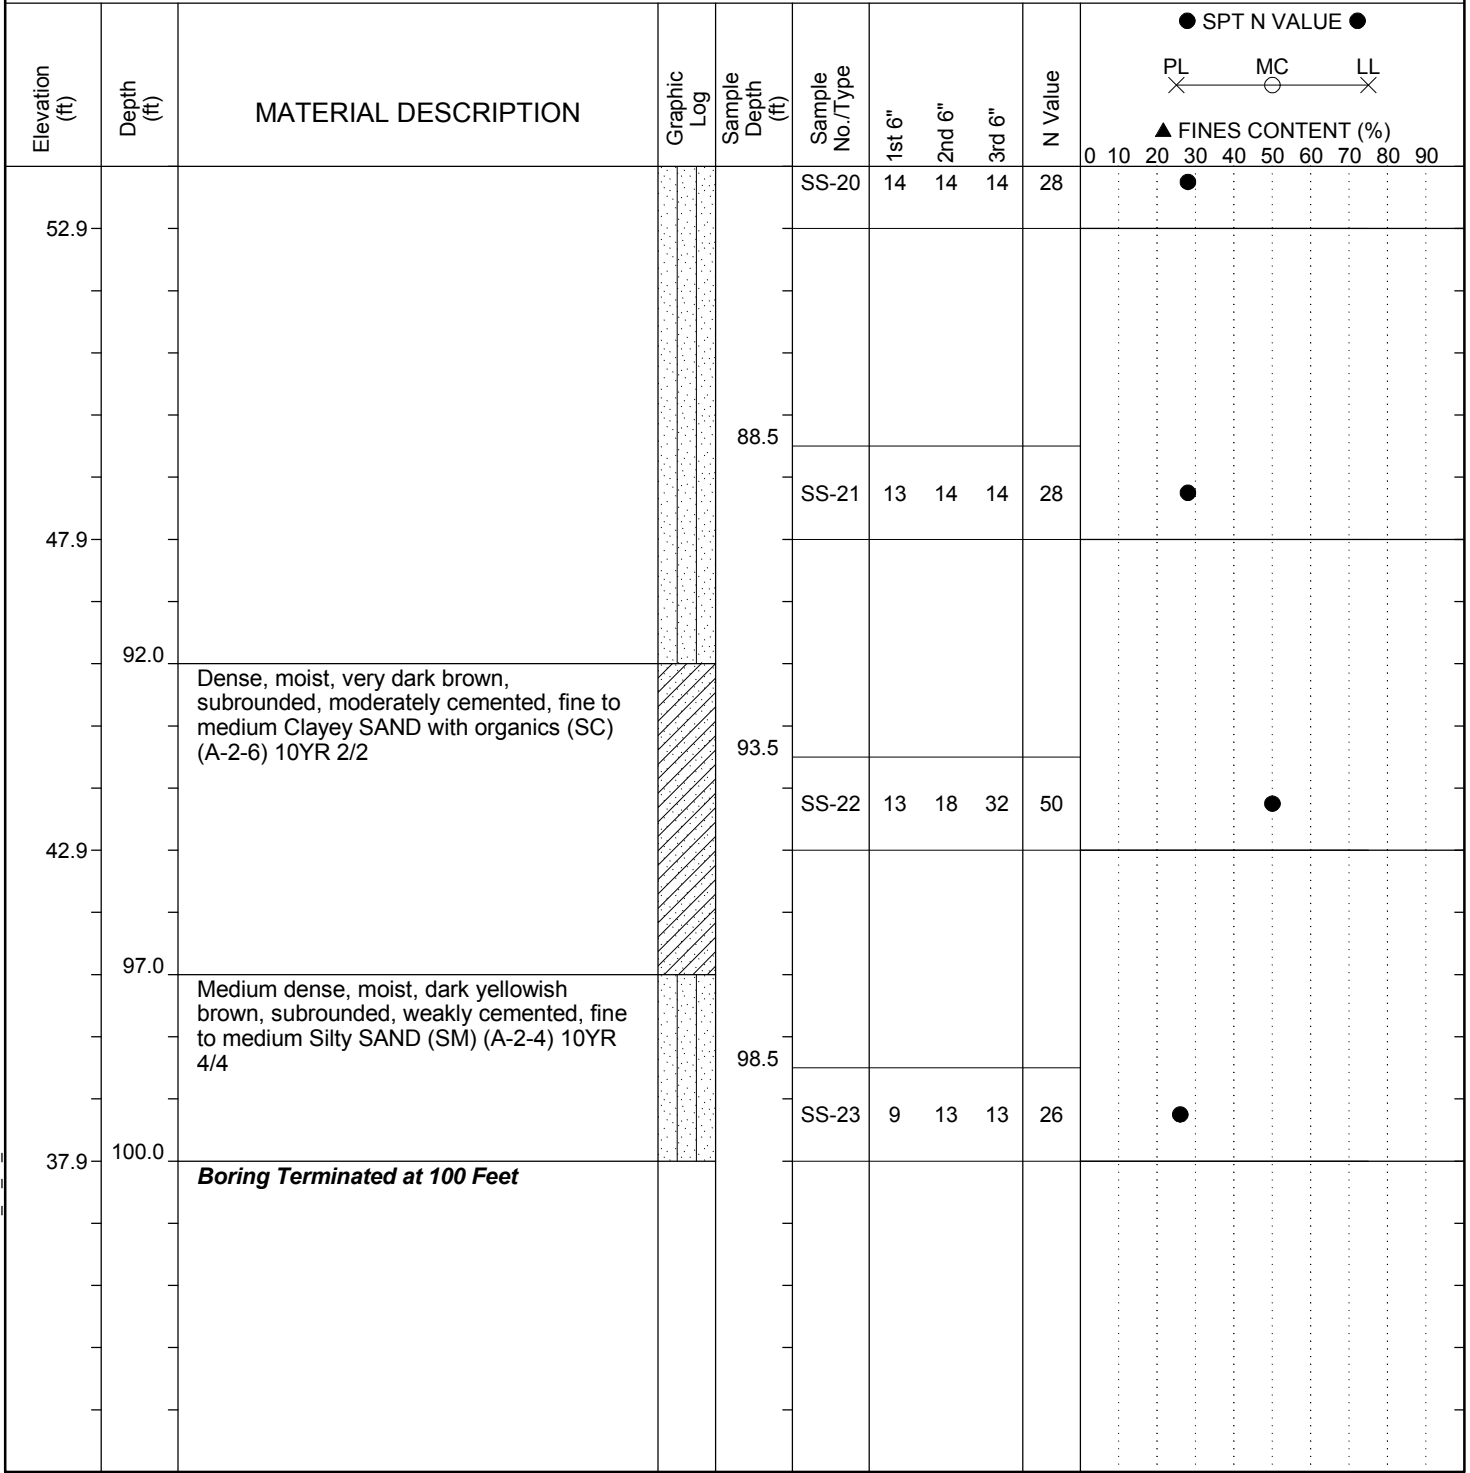 ● SPT N VALUE ●
PL MC LL
▲ FINES CONTENT (%)
0 10 20 30 40 50 60 70 80 90
Elevation
(ft)
Depth
(ft)
MATERIAL DESCRIPTION
Graphic
Log
Sample
Depth
(ft)
Sample
No./Type
1st 6"
2nd 6"
3rd 6"
N Value
SS-20 14 14 14 28
52.9
88.5
SS-21 13 14 14 28
47.9
92.0
Dense, moist, very dark brown,
subrounded, moderately cemented, fine to
medium Clayey SAND with organics (SC)
(A-2-6) 10YR 2/2
93.5
SS-22 13 18 32 50
42.9
97.0
Medium dense, moist, dark yellowish
brown, subrounded, weakly cemented, fine
to medium Silty SAND (SM) (A-2-4) 10YR
4/4
98.5
SS-23 9 13 13 26
37.9
100.0
Boring Terminated at 100 Feet